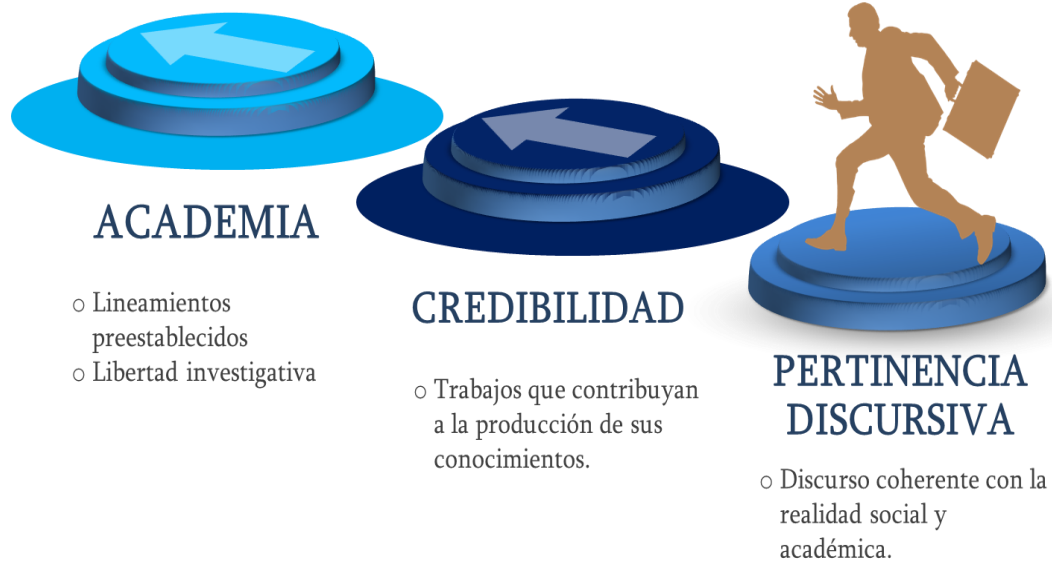 ACADEMIA
○ Lineamientos
preestablecidos
○ Libertad investigativa
CREDIBILIDAD
○ Trabajos que contribuyan
a la producción de sus
conocimientos.
PERTINENCIA
DISCURSIVA
○ Discurso coherente con la
realidad social y
académica.